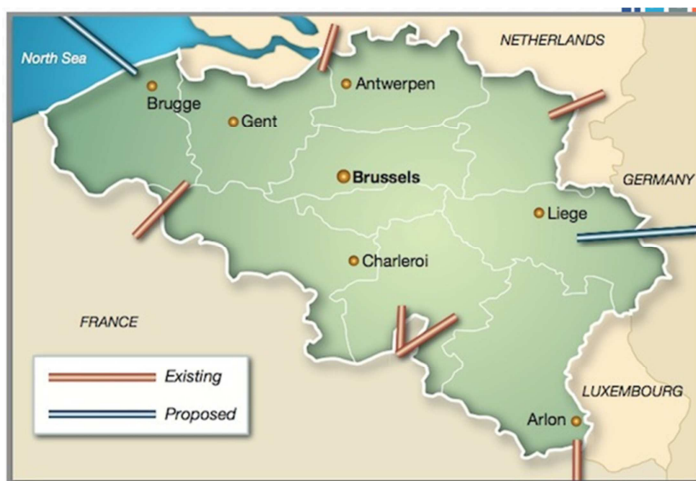 NETHERLANDS
North Sea
Antwerpen
Brugge
Gent
Brussels
GERMANY
Liege
Charleroi
FRANCE
Existing
LUXEMBOURG
Proposed
Arlon